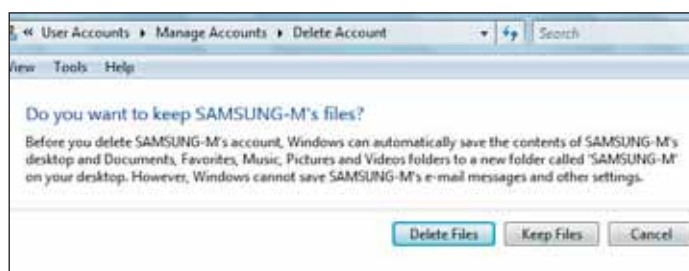 « User Accounts ▸ Manage Accounts ▸ Delete Account Search
View Tools Help
Do you want to keep SAMSUNG-M's files?
Before you delete SAMSUNG-M's account, Windows can automatically save the contents of SAMSUNG-M's
desktop and Documents, Favorites, Music, Pictures and Videos folders to a new folder called 'SAMSUNG-M'
on your desktop. However, Windows cannot save SAMSUNG-M's e-mail messages and other settings.
Delete Files Keep Files Cancel